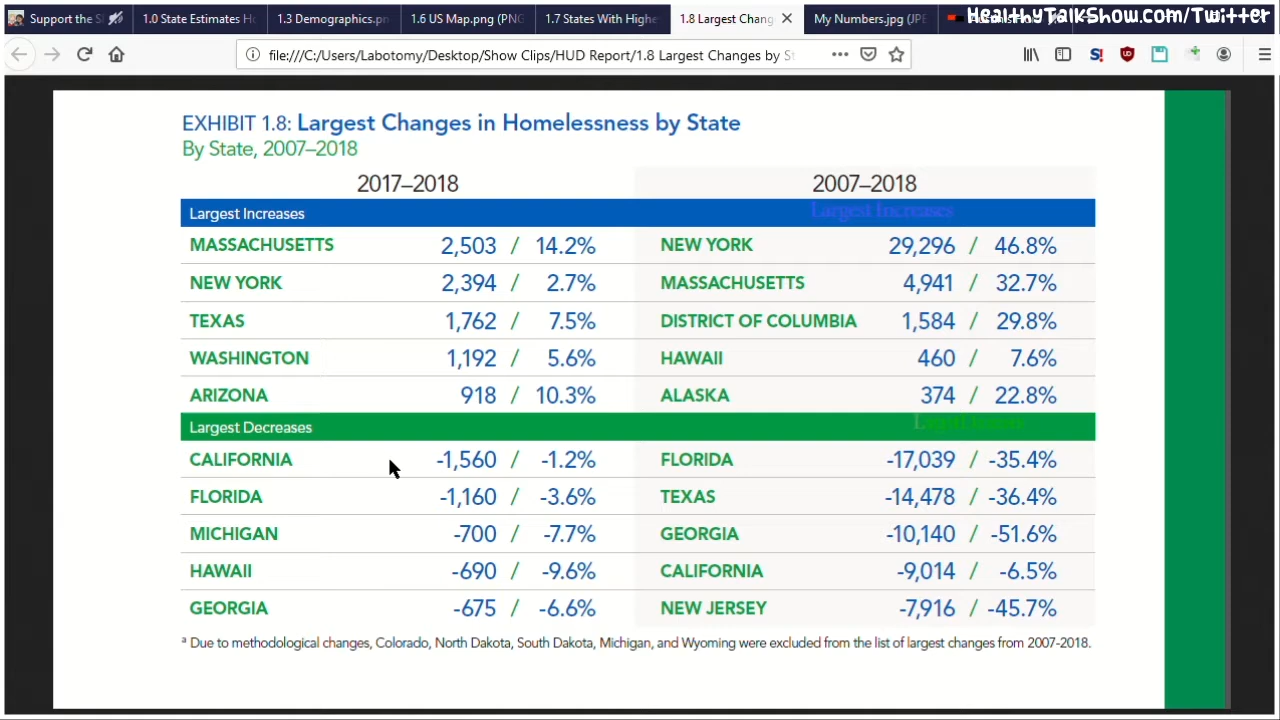 HealthyTalkShow.com/Twitter
Support the S
1.0 State Estimates Ho
1.3 Demographics.pn
1.6 US Map.png (PNG
1.7 States With Highe
1.8 Largest Chang
My Numbers.jpg (JPE
file:///C:/Users/Labotomy/Desktop/Show Clips/HUD Report/1.8 Largest Changes by St
EXHIBIT 1.8: Largest Changes in Homelessness by State
By State, 2007–2018
2017–2018 2007–2018
Largest Increases Largest Increases
MASSACHUSETTS 2,503 / 14.2% NEW YORK 29,296 / 46.8%
NEW YORK 2,394 / 2.7% MASSACHUSETTS 4,941 / 32.7%
TEXAS 1,762 / 7.5% DISTRICT OF COLUMBIA 1,584 / 29.8%
WASHINGTON 1,192 / 5.6% HAWAII 460 / 7.6%
ARIZONA 918 / 10.3% ALASKA 374 / 22.8%
Largest Decreases
CALIFORNIA -1,560 / -1.2% FLORIDA -17,039 / -35.4%
FLORIDA -1,160 / -3.6% TEXAS -14,478 / -36.4%
MICHIGAN -700 / -7.7% GEORGIA -10,140 / -51.6%
HAWAII -690 / -9.6% CALIFORNIA -9,014 / -6.5%
GEORGIA -675 / -6.6% NEW JERSEY -7,916 / -45.7%
ª Due to methodological changes, Colorado, North Dakota, South Dakota, Michigan, and Wyoming were excluded from the list of largest changes from 2007-2018.